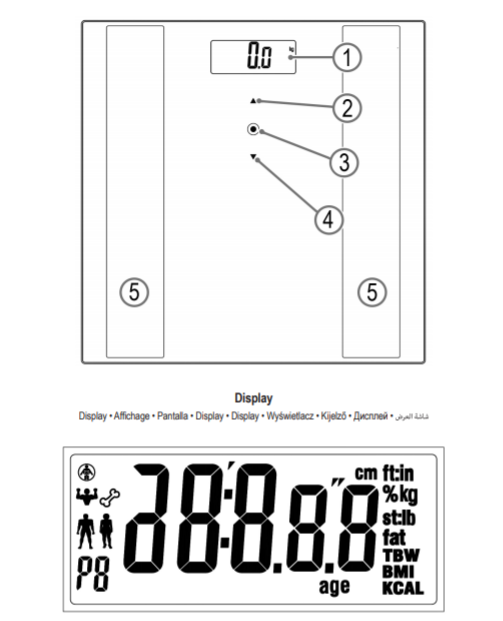 0.0 kg
1
2
3
4
5 5
Display
Display • Affichage • Pantalla • Display • Display • Wyświetlacz • Kijelző • Дисплей • شاشة العرض
cm ft:in
% kg
st:lb
fat
TBW
BMI
KCAL
age
P8